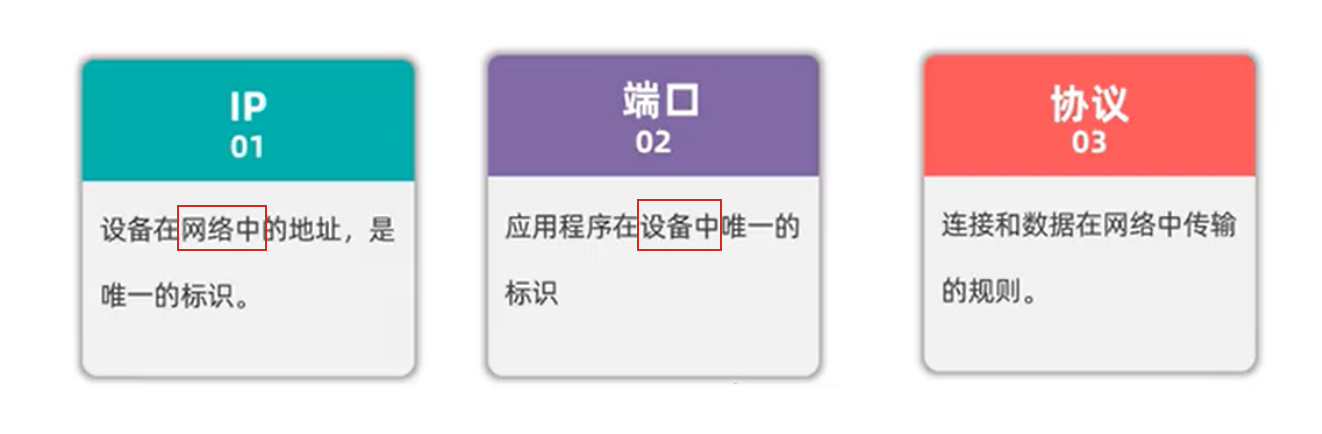 IP
01
设备在网络中的地址，是
唯一的标识。
端口
02
应用程序在设备中唯一的
标识
协议
03
连接和数据在网络中传输
的规则。